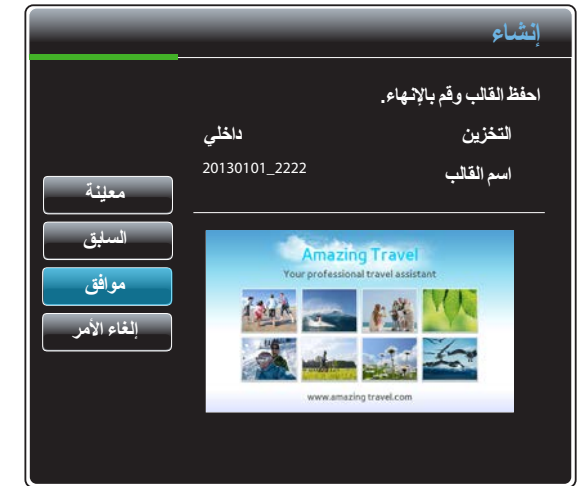 إنشاء
احفظ القالب وقم بالإنهاء.
التخزين داخلي
اسم القالب 20130101_2222
معاينة
السابق
موافق
إلغاء الأمر
Amazing Travel
Your professional travel assistant
www.amazing travel.com